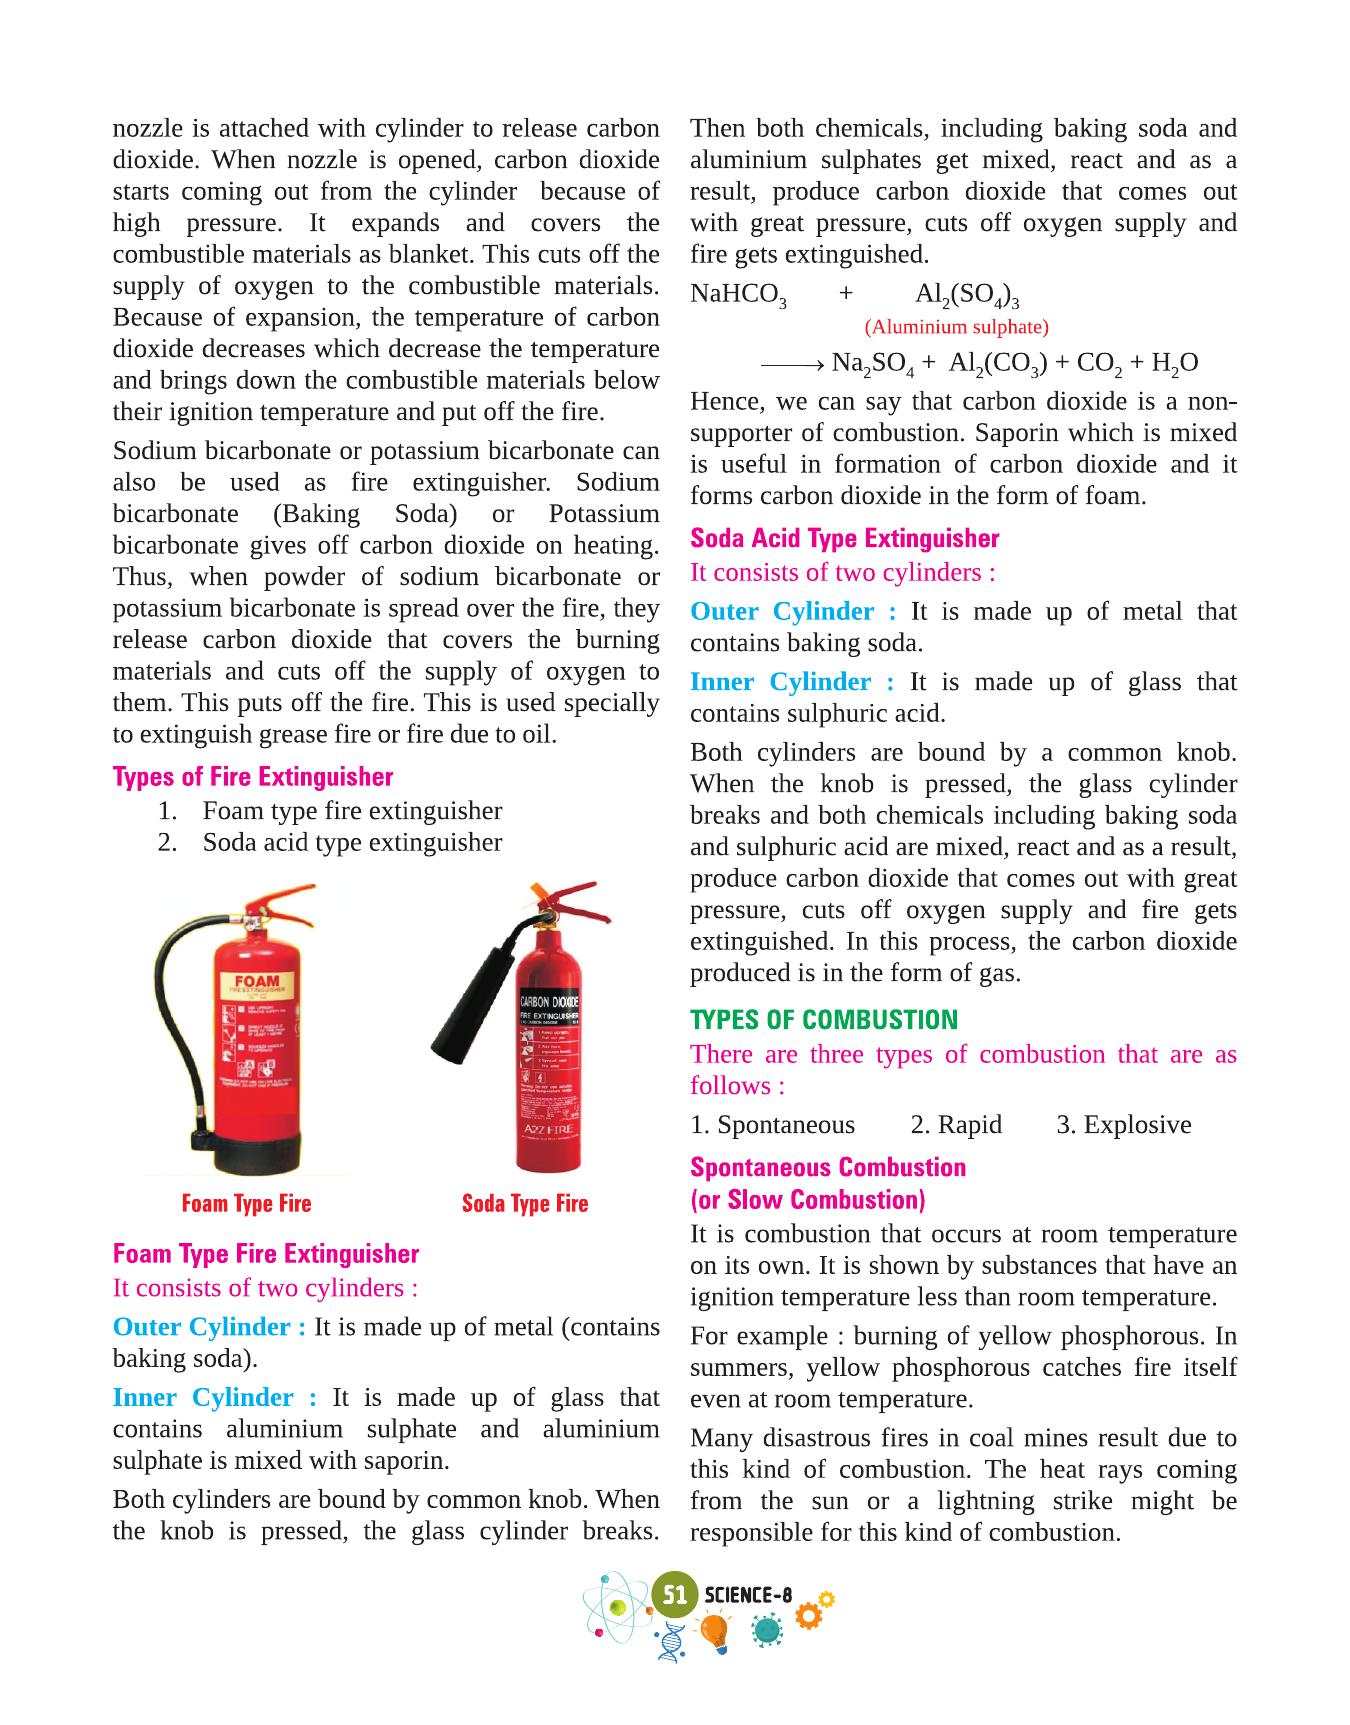 nozzle is attached with cylinder to release carbon
dioxide. When nozzle is opened, carbon dioxide
starts coming out from the cylinder because of
high pressure. It expands and covers the
combustible materials as blanket. This cuts off the
supply of oxygen to the combustible materials.
Because of expansion, the temperature of carbon
dioxide decreases which decrease the temperature
and brings down the combustible materials below
their ignition temperature and put off the fire.
Sodium bicarbonate or potassium bicarbonate can
also be used as fire extinguisher. Sodium
bicarbonate (Baking Soda) or Potassium
bicarbonate gives off carbon dioxide on heating.
Thus, when powder of sodium bicarbonate or
potassium bicarbonate is spread over the fire, they
release carbon dioxide that covers the burning
materials and cuts off the supply of oxygen to
them. This puts off the fire. This is used specially
to extinguish grease fire or fire due to oil.
Types of Fire Extinguisher
1. Foam type fire extinguisher
2. Soda acid type extinguisher
FOAM
FIRE EXTINGUISHER
CARBON DIOXIDE
FIRE EXTINGUISHER
A2Z FIRE
Foam Type Fire
Soda Type Fire
Foam Type Fire Extinguisher
It consists of two cylinders :
Outer Cylinder : It is made up of metal (contains
baking soda).
Inner Cylinder : It is made up of glass that
contains aluminium sulphate and aluminium
sulphate is mixed with saporin.
Both cylinders are bound by common knob. When
the knob is pressed, the glass cylinder breaks.
Then both chemicals, including baking soda and
aluminium sulphates get mixed, react and as a
result, produce carbon dioxide that comes out
with great pressure, cuts off oxygen supply and
fire gets extinguished.
NaHCO₃ + Al₂(SO₄)₃
(Aluminium sulphate)
⟶ Na₂SO₄ + Al₂(CO₃) + CO₂ + H₂O
Hence, we can say that carbon dioxide is a non-
supporter of combustion. Saporin which is mixed
is useful in formation of carbon dioxide and it
forms carbon dioxide in the form of foam.
Soda Acid Type Extinguisher
It consists of two cylinders :
Outer Cylinder : It is made up of metal that
contains baking soda.
Inner Cylinder : It is made up of glass that
contains sulphuric acid.
Both cylinders are bound by a common knob.
When the knob is pressed, the glass cylinder
breaks and both chemicals including baking soda
and sulphuric acid are mixed, react and as a result,
produce carbon dioxide that comes out with great
pressure, cuts off oxygen supply and fire gets
extinguished. In this process, the carbon dioxide
produced is in the form of gas.
TYPES OF COMBUSTION
There are three types of combustion that are as
follows :
1. Spontaneous 2. Rapid 3. Explosive
Spontaneous Combustion
(or Slow Combustion)
It is combustion that occurs at room temperature
on its own. It is shown by substances that have an
ignition temperature less than room temperature.
For example : burning of yellow phosphorous. In
summers, yellow phosphorous catches fire itself
even at room temperature.
Many disastrous fires in coal mines result due to
this kind of combustion. The heat rays coming
from the sun or a lightning strike might be
responsible for this kind of combustion.
51 SCIENCE-8